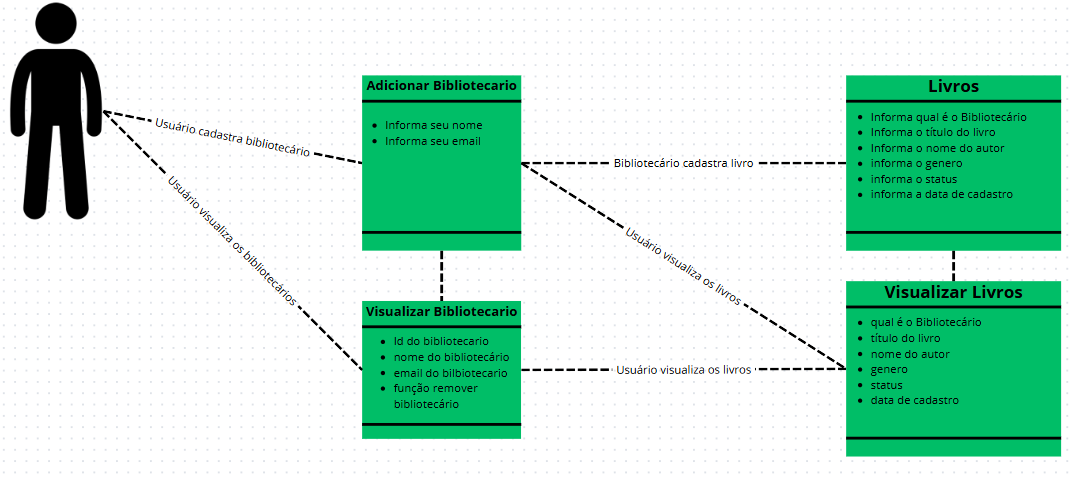 Adicionar Bibliotecario
Informa seu nome
Informa seu email
Livros
Informa qual é o Bibliotecário
Informa o título do livro
Informa o nome do autor
informa o genero
informa o status
informa a data de cadastro
Usuário cadastra bibliotecário
Bibliotecário cadastra livro
Usuário visualiza os bibliotecários
Usuário visualiza os livros
Visualizar Bibliotecario
Id do bibliotecario
nome do bibliotecário
email do bilbiotecario
função remover
bibliotecário
Usuário visualiza os livros
Visualizar Livros
qual é o Bibliotecário
título do livro
nome do autor
genero
status
data de cadastro